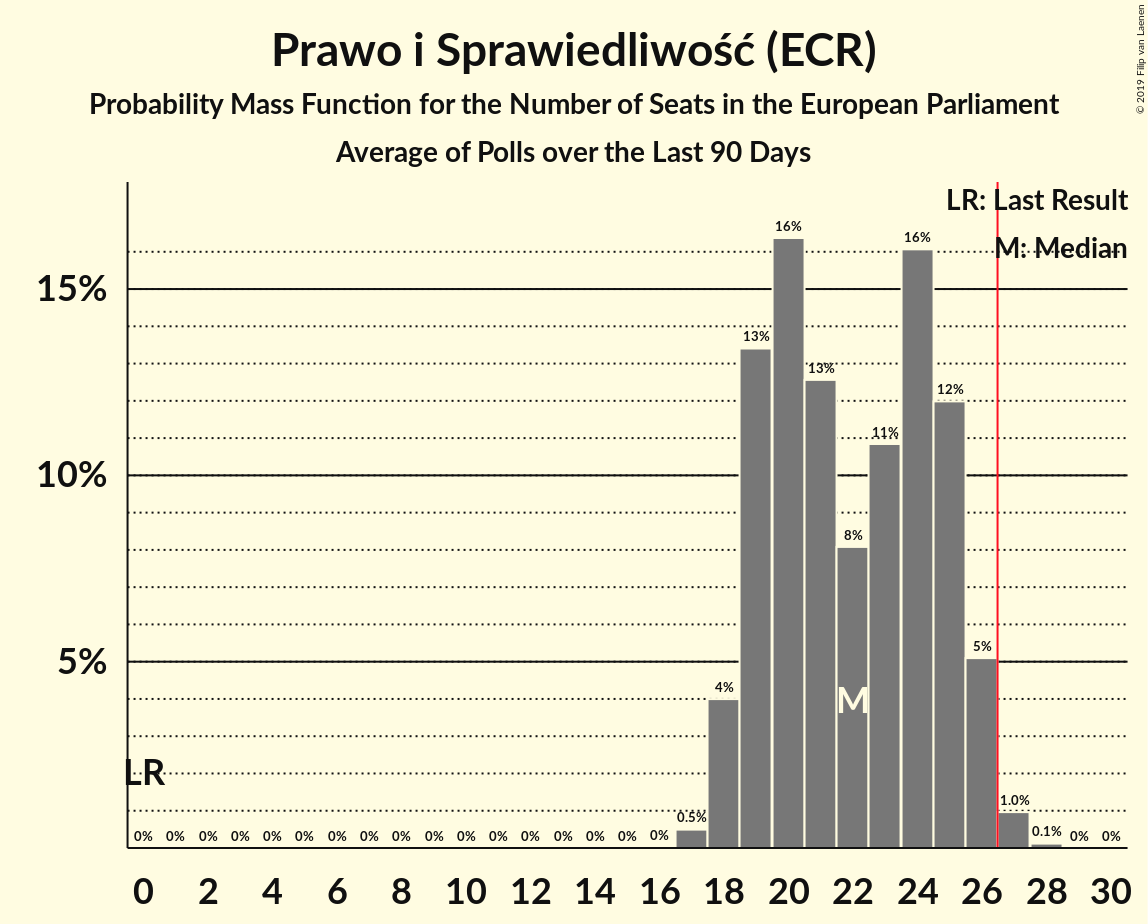 Prawo i Sprawiedliwość (ECR)
Probability Mass Function for the Number of Seats in the European Parliament
Average of Polls over the Last 90 Days
© 2019 Filip van Laenen
LR: Last Result
M: Median
15%
10%
5%
16%
16%
13%
13%
12%
11%
8%
5%
4%
M
LR
0% 0% 0% 0% 0% 0% 0% 0% 0% 0% 0% 0% 0% 0% 0% 0% 0% 0.5% 1.0% 0.1% 0% 0%
0 2 4 6 8 10 12 14 16 18 20 22 24 26 28 30